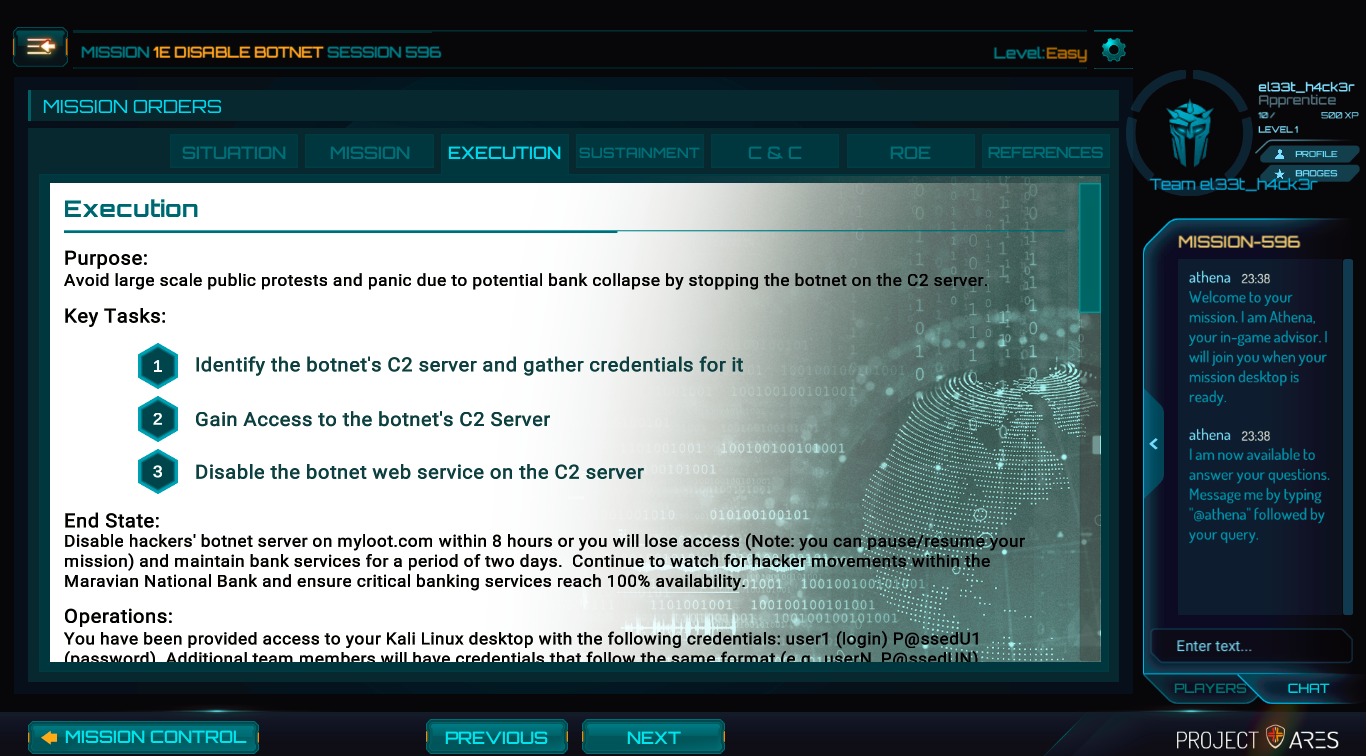 MISSION 1E DISABLE BOTNET SESSION 596
Level:Easy
MISSION ORDERS
SITUATION
MISSION
EXECUTION
SUSTAINMENT
C & C
ROE
REFERENCES
Execution
Purpose:
Avoid large scale public protests and panic due to potential bank collapse by stopping the botnet on the C2 server.
Key Tasks:
1 Identify the botnet's C2 server and gather credentials for it
2 Gain Access to the botnet's C2 Server
3 Disable the botnet web service on the C2 server
End State:
Disable hackers' botnet server on myloot.com within 8 hours or you will lose access (Note: you can pause/resume your
mission) and maintain bank services for a period of two days.  Continue to watch for hacker movements within the
Maravian National Bank and ensure critical banking services reach 100% availability.
Operations:
You have been provided access to your Kali Linux desktop with the following credentials: user1 (login) P@ssedU1
(password). Additional team members will have credentials that follow the same format (e.g. userN, P@ssedUN)
el33t_h4ck3r
Apprentice
10 / 500 XP
LEVEL 1
PROFILE
BADGES
Team el33t_h4ck3r
MISSION-596
athena 23:38
Welcome to your
mission. I am Athena,
your in-game advisor. I
will join you when your
mission desktop is
ready.
athena 23:38
I am now available to
answer your questions.
Message me by typing
"@athena" followed by
your query.
Enter text...
PLAYERS
CHAT
MISSION CONTROL
PREVIOUS
NEXT
PROJECT ARES